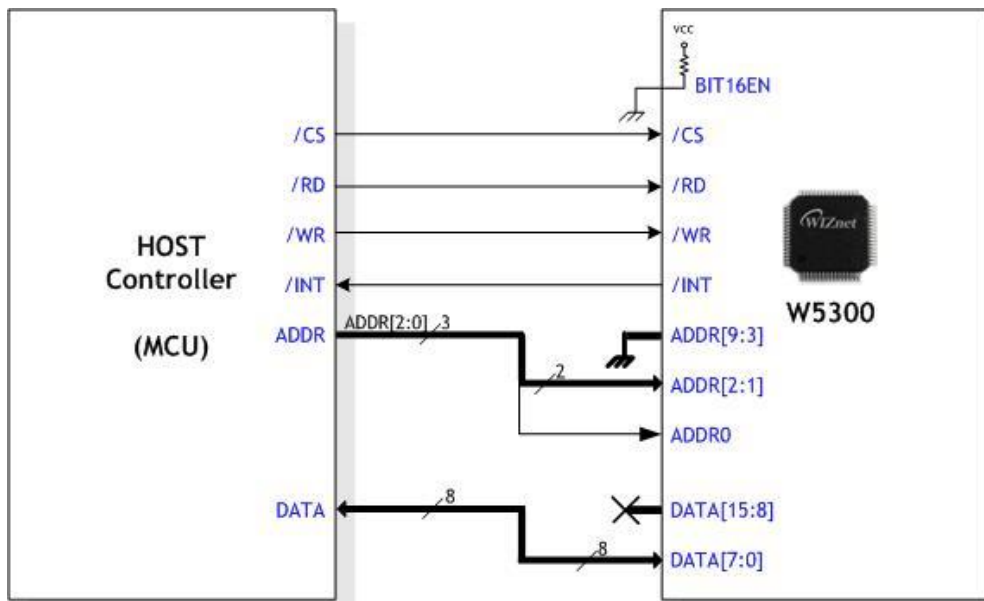 vcc
BIT16EN
/CS
/CS
/RD
/RD
/WR
/WR
WIZnet
HOST
Controller
(MCU)
/INT
/INT
W5300
ADDR
ADDR[2:0]
3
ADDR[9:3]
2
ADDR[2:1]
ADDR0
DATA
8
DATA[15:8]
8
DATA[7:0]